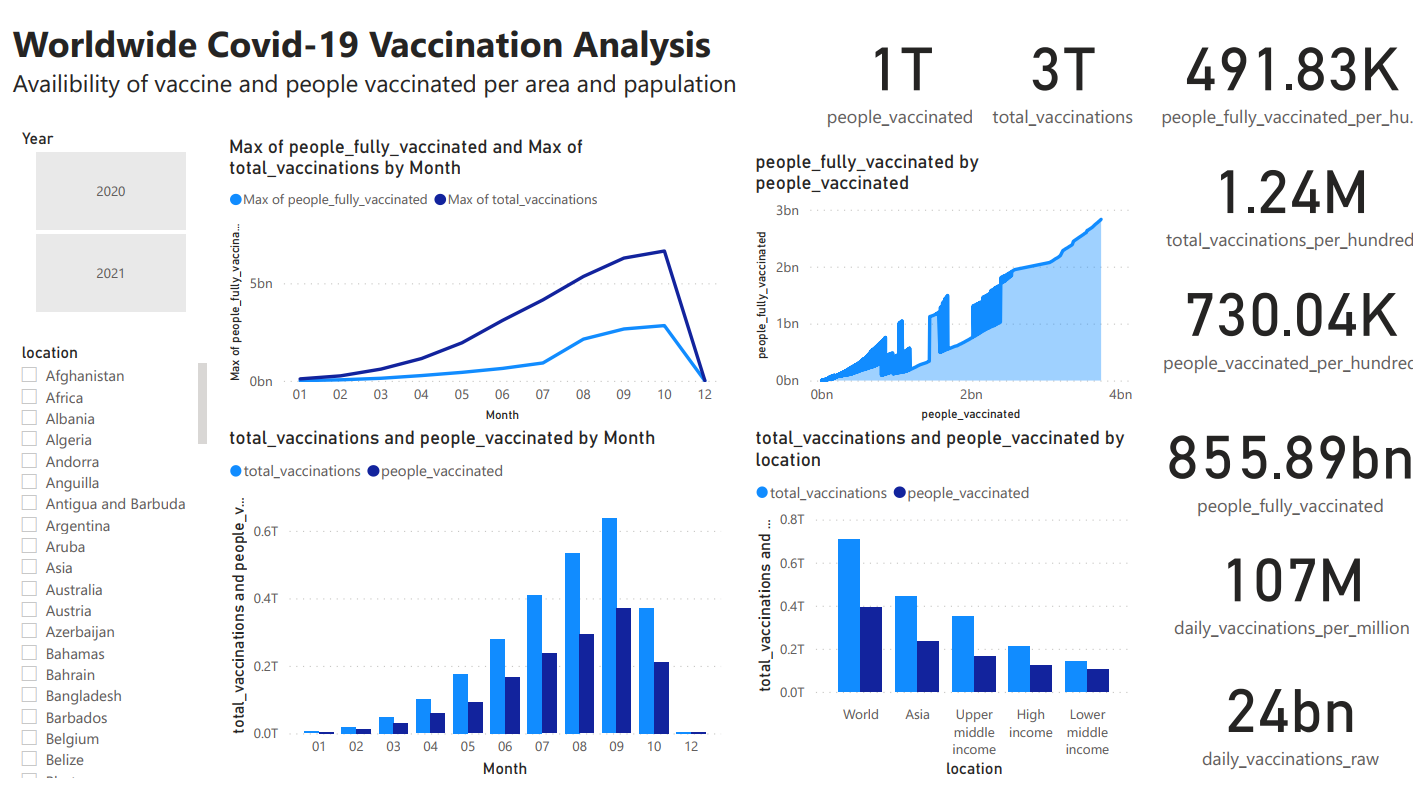 Worldwide Covid-19 Vaccination Analysis
Availibility of vaccine and people vaccinated per area and papulation
1T
people_vaccinated
3T
total_vaccinations
491.83K
people_fully_vaccinated_per_hu.
1.24M
total_vaccinations_per_hundred
730.04K
people_vaccinated_per_hundred
855.89bn
people_fully_vaccinated
107M
daily_vaccinations_per_million
24bn
daily_vaccinations_raw
Year
2020
2021
location
Afghanistan
Africa
Albania
Algeria
Andorra
Anguilla
Antigua and Barbuda
Argentina
Aruba
Asia
Australia
Austria
Azerbaijan
Bahamas
Bahrain
Bangladesh
Barbados
Belgium
Belize
Max of people_fully_vaccinated and Max of
total_vaccinations by Month
Max of people_fully_vaccinated Max of total_vaccinations
Max of people_fully_vaccina...
5bn
0bn
01 02 03 04 05 06 07 08 09 10 12
Month
people_fully_vaccinated by
people_vaccinated
people_fully_vaccinated
3bn
2bn
1bn
0bn
0bn 2bn 4bn
people_vaccinated
total_vaccinations and people_vaccinated by Month
total_vaccinations people_vaccinated
total_vaccinations and people_v...
0.6T
0.4T
0.2T
0.0T
01 02 03 04 05 06 07 08 09 10 12
Month
total_vaccinations and people_vaccinated by
location
total_vaccinations people_vaccinated
total_vaccinations and ...
0.8T
0.6T
0.4T
0.2T
0.0T
World Asia Upper High Lower
middle income middle
income income
location